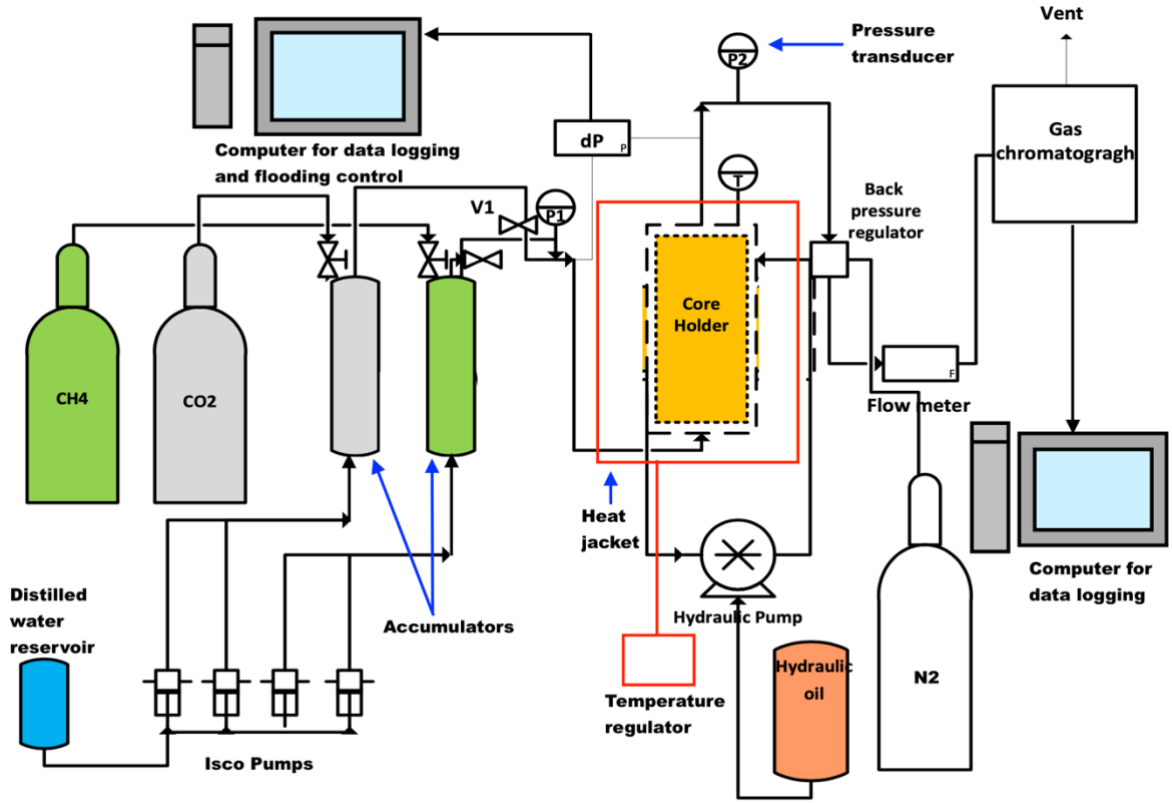 Vent
Pressure
transducer
P2
Gas
chromatogragh
dP
P
Computer for data logging
and flooding control
T
V1
P1
Back
pressure
regulator
Core
Holder
CH4
CO2
F
Flow meter
Heat
jacket
Computer for
data logging
Distilled
water
reservoir
Accumulators
Hydraulic Pump
Hydraulic
oil
N2
Temperature
regulator
Isco Pumps